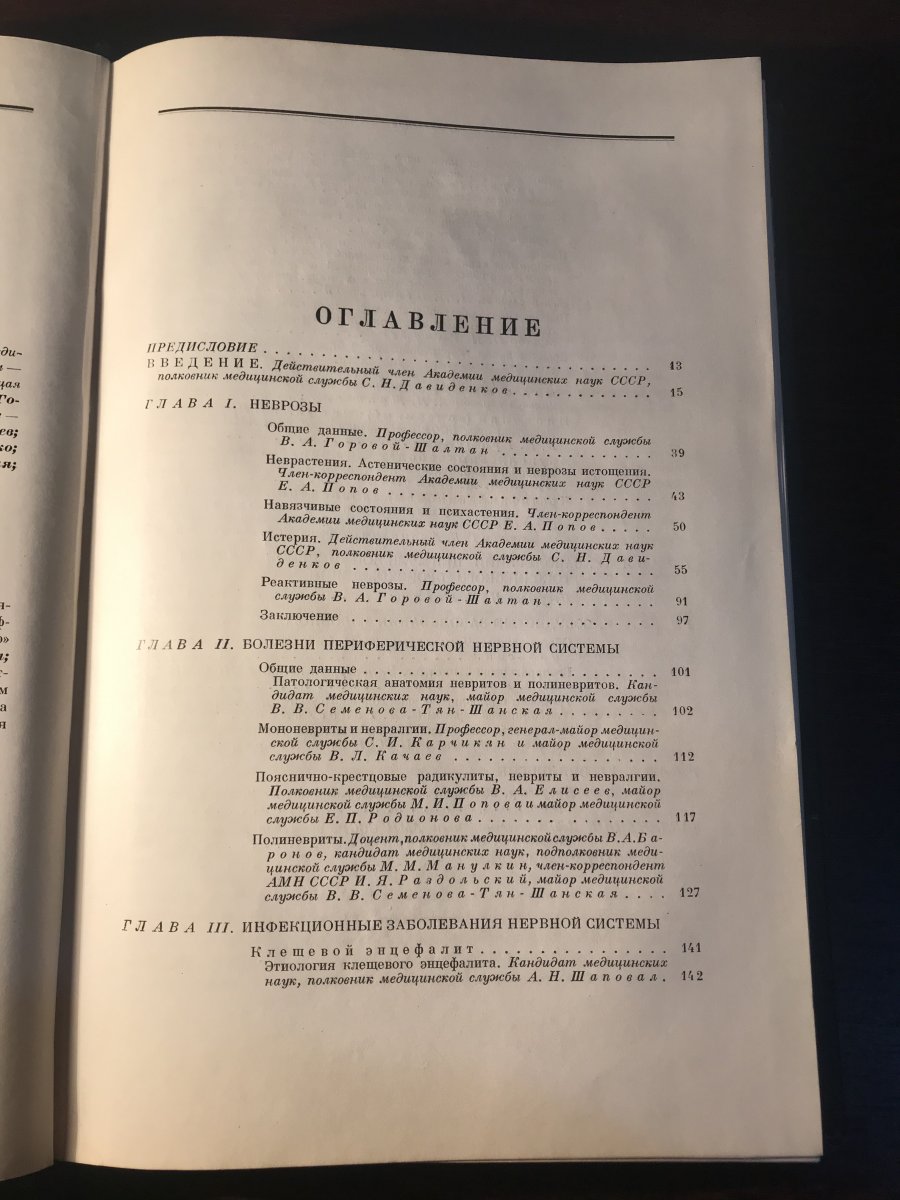 ди-
щая
Го-
ев;
ко;
ая;
ф-
ом
ОГЛАВЛЕНИЕ
ПРЕДИСЛОВИЕ . . . . . . . . . . . . . . . . . . . . 13
ВВЕДЕНИЕ. Действительный член Академии медицинских наук СССР,
полковник медицинской службы С. Н. Давиденков . . . . . . . . . . . . . 15
ГЛАВА I. НЕВРОЗЫ
Общие данные. Профессор, полковник медицинской службы
В. А. Горовой-Шалтан . . . . . . . . . . . . . . 39
Неврастения. Астенические состояния и неврозы истощения.
Член-корреспондент Академии медицинских наук СССР
Е. А. Попов . . . . . . . . . . . . . . . . . . . . 43
Навязчивые состояния и психастения. Член-корреспондент
Академии медицинских наук СССР Е. А. Попов . . . . . 50
Истерия. Действительный член Академии медицинских наук
СССР, полковник медицинской службы С. Н. Дави-
денков . . . . . . . . . . . . . . . . . . . . . . . 55
Реактивные неврозы. Профессор, полковник медицинской
службы В. А. Горовой-Шалтан . . . . . . . . . . 91
Заключение . . . . . . . . . . . . . . . . . . . . . . 97
ГЛАВА II. БОЛЕЗНИ ПЕРИФЕРИЧЕСКОЙ НЕРВНОЙ СИСТЕМЫ
Общие данные . . . . . . . . . . . . . . . . . . . . . 101
Патологическая анатомия невритов и полиневритов. Кан-
дидат медицинских наук, майор медицинской службы
В. В. Семенова-Тян-Шанская . . . . . . . . . 102
Мононевриты и невралгии. Профессор, генерал-майор медицин-
ской службы С. И. Карчикян и майор медицинской
службы В. Л. Качаев . . . . . . . . . . . . . . . . 112
Пояснично-крестцовые радикулиты, невриты и невралгии.
Полковник медицинской службы В. А. Елисеев, майор
медицинской службы М. И. Попова и майор медицинской
службы Е. П. Родионова . . . . . . . . . . . . . . . 117
Полиневриты. Доцент, полковник медицинской службы В. А. Ба-
ронов, кандидат медицинских наук, подполковник меди-
цинской службы М. М. Манулкин, член-корреспондент
АМН СССР И. Я. Раздольский, майор медицинской
службы В. В. Семенова-Тян-Шанская . . . . 127
ГЛАВА III. ИНФЕКЦИОННЫЕ ЗАБОЛЕВАНИЯ НЕРВНОЙ СИСТЕМЫ
Клещевой энцефалит . . . . . . . . . . . . . . . . 141
Этиология клещевого энцефалита. Кандидат медицинских
наук, полковник медицинской службы А. Н. Шаповал . 142